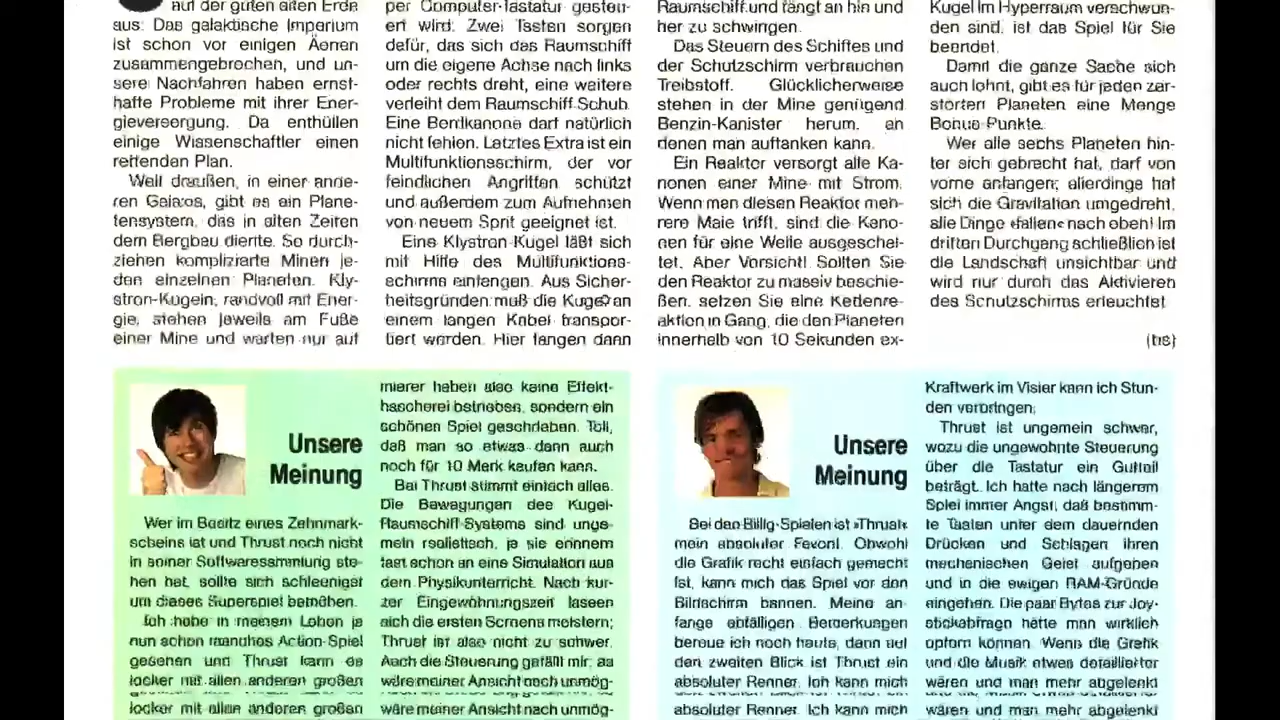 auf der guten alten Erde
aus: Das galaktische Imperium
ist schon vor einigen Äonen
zusammengebrochen, und un-
sere Nachfahren haben ernst-
hafte Probleme mit ihrer Ener-
gieversorgung. Da enthüllen
einige Wissenschaftler einen
rettenden Plan.
Weit draußen, in einer ande-
ren Galaxis, gibt es ein Plane-
tensystem, das in alten Zeiten
dem Bergbau diente. So durch-
ziehen komplizierte Minen je-
den einzelnen Planeten. Kly-
stron-Kugeln, randvoll mit Ener-
gie, stehen jeweils am Fuße
einer Mine und warten nur auf
per Computer-Tastatur gesteu-
ert wird: Zwei Tasten sorgen
dafür, das sich das Raumschiff
um die eigene Achse nach links
oder rechts dreht, eine weitere
verleiht dem Raumschiff Schub.
Eine Bordkanone darf natürlich
nicht fehlen. Letztes Extra ist ein
Multifunktionsschirm, der vor
feindlichen Angriffen schützt
und außerdem zum Aufnehmen
von neuem Sprit geeignet ist.
Eine Klystron-Kugel läßt sich
mit Hilfe des Multifunktions-
schirms einfangen. Aus Sicher-
heitsgründen muß die Kugel an
einem langen Kabel transpor-
tiert werden. Hier fangen dann
Raumschiff und fängt an hin und
her zu schwingen.
Das Steuern des Schiffes und
der Schutzschirm verbrauchen
Treibstoff. Glücklicherweise
stehen in der Mine genügend
Benzin-Kanister herum, an
denen man auftanken kann.
Ein Reaktor versorgt alle Ka-
nonen einer Mine mit Strom.
Wenn man diesen Reaktor meh-
rere Male trifft, sind die Kano-
nen für eine Weile ausgeschal-
tet. Aber Vorsicht! Sollten Sie
den Reaktor zu massiv beschie-
ßen, setzen Sie eine Kettenre-
aktion in Gang, die den Planeten
innerhalb von 10 Sekunden ex-
Kugel im Hyperraum verschwun-
den sind, ist das Spiel für Sie
beendet.
Damit die ganze Sache sich
auch lohnt, gibt es für jeden zer-
störten Planeten eine Menge
Bonus-Punkte.
Wer alle sechs Planeten hin-
ter sich gebracht hat, darf von
vorne anfangen; allerdings hat
sich die Gravitation umgedreht,
alle Dinge »fallen« nach oben! Im
dritten Durchgang schließlich ist
die Landschaft unsichtbar und
wird nur durch das Aktivieren
des Schutzschirms erleuchtet.
(bs)
Unsere
Meinung
Wer im Besitz eines Zehnmark-
scheins ist und Thrust noch nicht
in seiner Softwaresammlung ste-
hen hat, sollte sich schleunigst
um dieses Superspiel bemühen.
Ich habe in meinem Leben ja
nun schon manches Action-Spiel
gesehen und Thrust kann es
locker mit allen anderen großen
locker mit allen anderen großen
mierer haben also keine Effekt-
hascherei betrieben, sondern ein
schönes Spiel geschrieben. Toll,
daß man so etwas dann auch
noch für 10 Mark kaufen kann.
Bei Thrust stimmt einfach alles.
Die Bewegungen des Kugel-
Raumschiff-Systems sind unge-
mein realistisch, ja sie erinnern
fast schon an eine Simulation aus
dem Physikunterricht. Nach kur-
zer Eingewöhnungszeit lassen
sich die ersten Screens meistern;
Thrust ist also nicht zu schwer.
Auch die Steuerung gefällt mir; es
wäre meiner Ansicht nach unmög-
wäre meiner Ansicht nach unmög-
Unsere
Meinung
Bei den Billig-Spielen ist »Thrust«
mein absoluter Favorit. Obwohl
die Grafik recht einfach gemacht
ist, kann mich das Spiel vor den
Bildschirm bannen. Meine an-
fangs abfälligen Bemerkungen
bereue ich noch heute, denn auf
den zweiten Blick ist Thrust ein
absoluter Renner. Ich kann mich
absoluter Renner. Ich kann mich
Kraftwerk im Visier kann ich Stun-
den verbringen.
Thrust ist ungemein schwer,
wozu die ungewohnte Steuerung
über die Tastatur ein Gutteil
beträgt. Ich hatte nach längerem
Spiel immer Angst, daß bestimm-
te Tasten unter dem dauernden
Drücken und Schlagen ihren
mechanischen Geist aufgeben
und in die ewigen RAM-Gründe
eingehen. Die paar Bytes zur Joy-
stickabfrage hätte man wirklich
opfern können. Wenn die Grafik
und die Musik etwas detaillierter
wären und man mehr abgelenkt
wären und man mehr abgelenkt